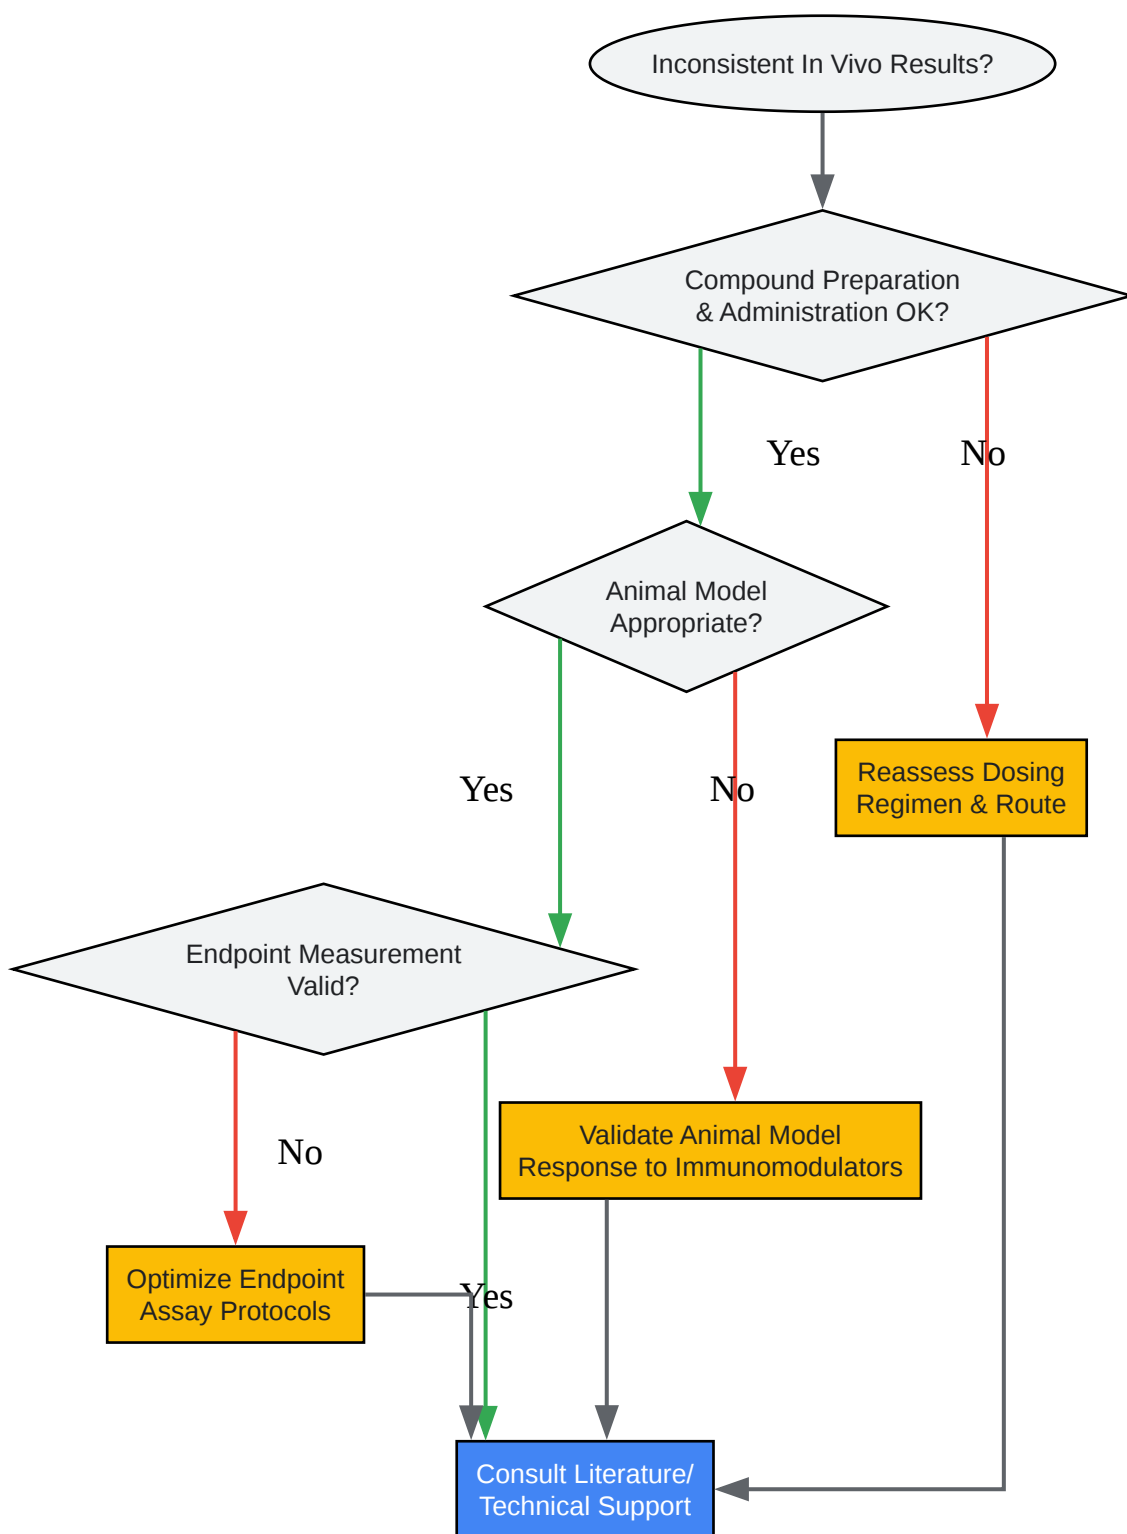 Inconsistent In Vivo Results?
Compound Preparation
& Administration OK?
Yes
No
Animal Model
Appropriate?
Yes
No
Reassess Dosing
Regimen & Route
Endpoint Measurement
Valid?
No
Validate Animal Model
Response to Immunomodulators
Optimize Endpoint
Assay Protocols
Yes
Consult Literature/
Technical Support